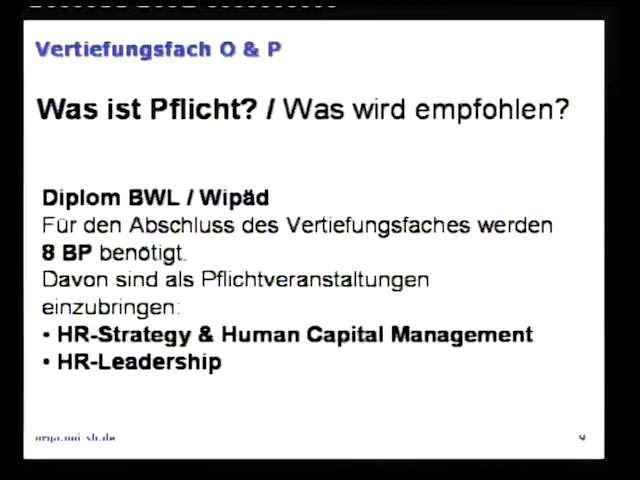 Vertiefungsfach O & P
Was ist Pflicht? / Was wird empfohlen?
Diplom BWL / Wipäd
Für den Abschluss des Vertiefungsfaches werden
8 BP benötigt.
Davon sind als Pflichtveranstaltungen
einzubringen:
• HR-Strategy & Human Capital Management
• HR-Leadership